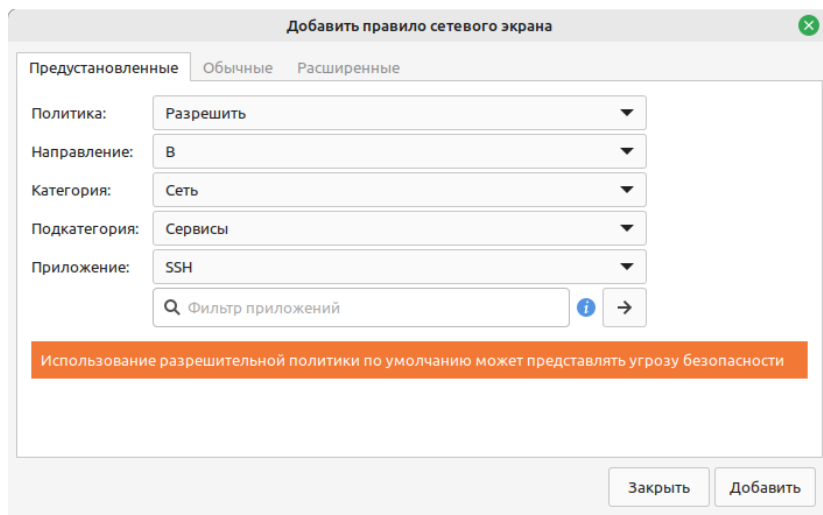 Добавить правило сетевого экрана
Предустановленные Обычные Расширенные
Политика: Разрешить
Направление: В
Категория: Сеть
Подкатегория: Сервисы
Приложение: SSH
Фильтр приложений
Использование разрешительной политики по умолчанию может представлять угрозу безопасности
Закрыть Добавить